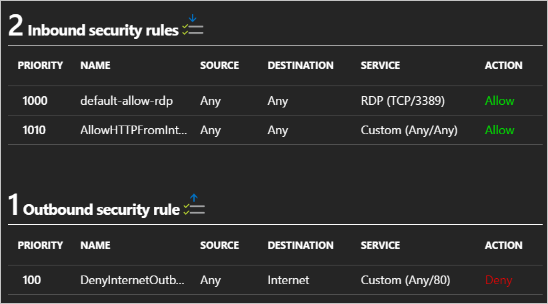 2 Inbound security rules
PRIORITY NAME SOURCE DESTINATION SERVICE ACTION
1000 default-allow-rdp Any Any RDP (TCP/3389) Allow
1010 AllowHTTPFromInt... Any Any Custom (Any/Any) Allow
1 Outbound security rule
PRIORITY NAME SOURCE DESTINATION SERVICE ACTION
100 DenyInternetOutb... Any Internet Custom (Any/80) Deny